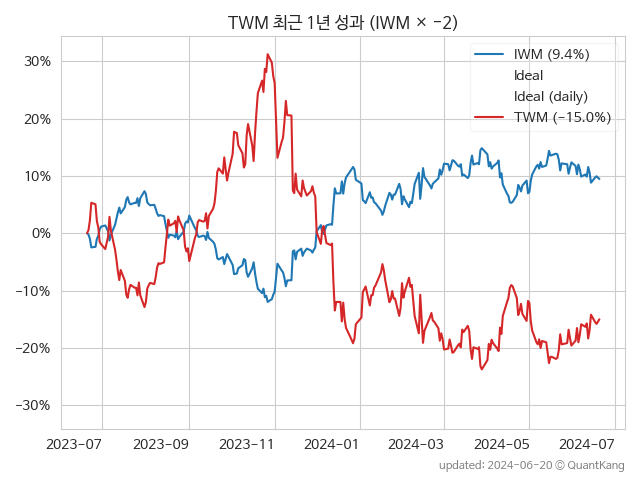 TWM 최근 1년 성과 (IWM × −2)
IWM (9.4%)
Ideal
Ideal (daily)
TWM (−15.0%)
30%
20%
10%
0%
−10%
−20%
−30%
2023-07
2023-09
2023-11
2024-01
2024-03
2024-05
2024-07
updated: 2024-06-20 © QuantKang